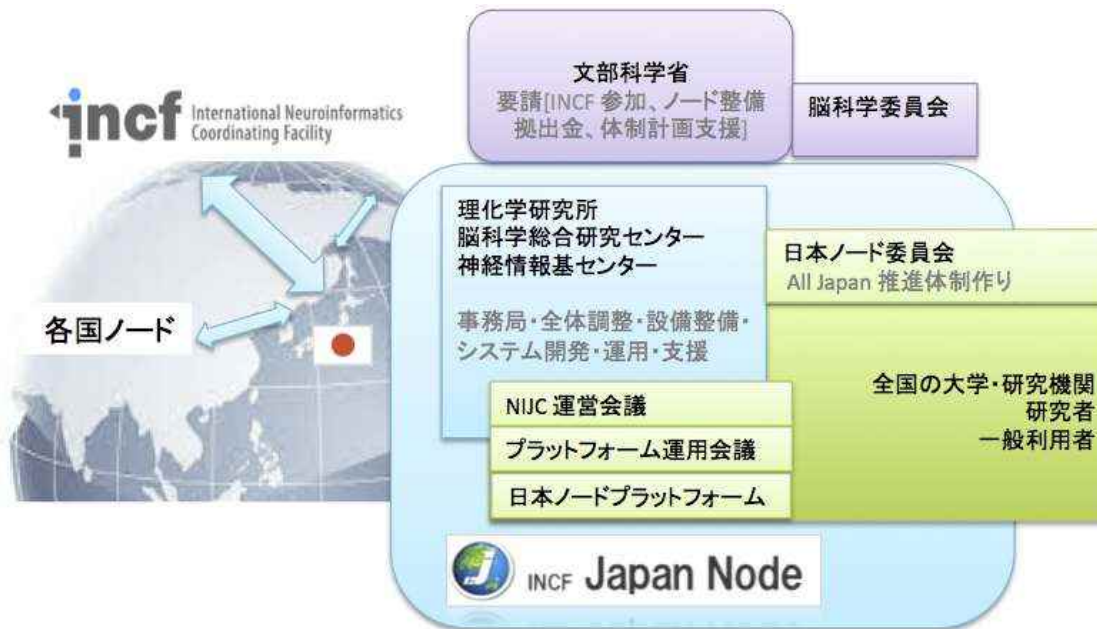 incf International Neuroinformatics
Coordinating Facility
文部科学省
要請[INCF 参加、ノード整備
拠出金、体制計画支援]
脳科学委員会
各国ノード
理化学研究所
脳科学総合研究センター
神経情報基センター
事務局・全体調整・設備整備・
システム開発・運用・支援
日本ノード委員会
All Japan 推進体制作り
全国の大学・研究機関
研究者
一般利用者
NIJC 運営会議
プラットフォーム運用会議
日本ノードプラットフォーム
INCF Japan Node